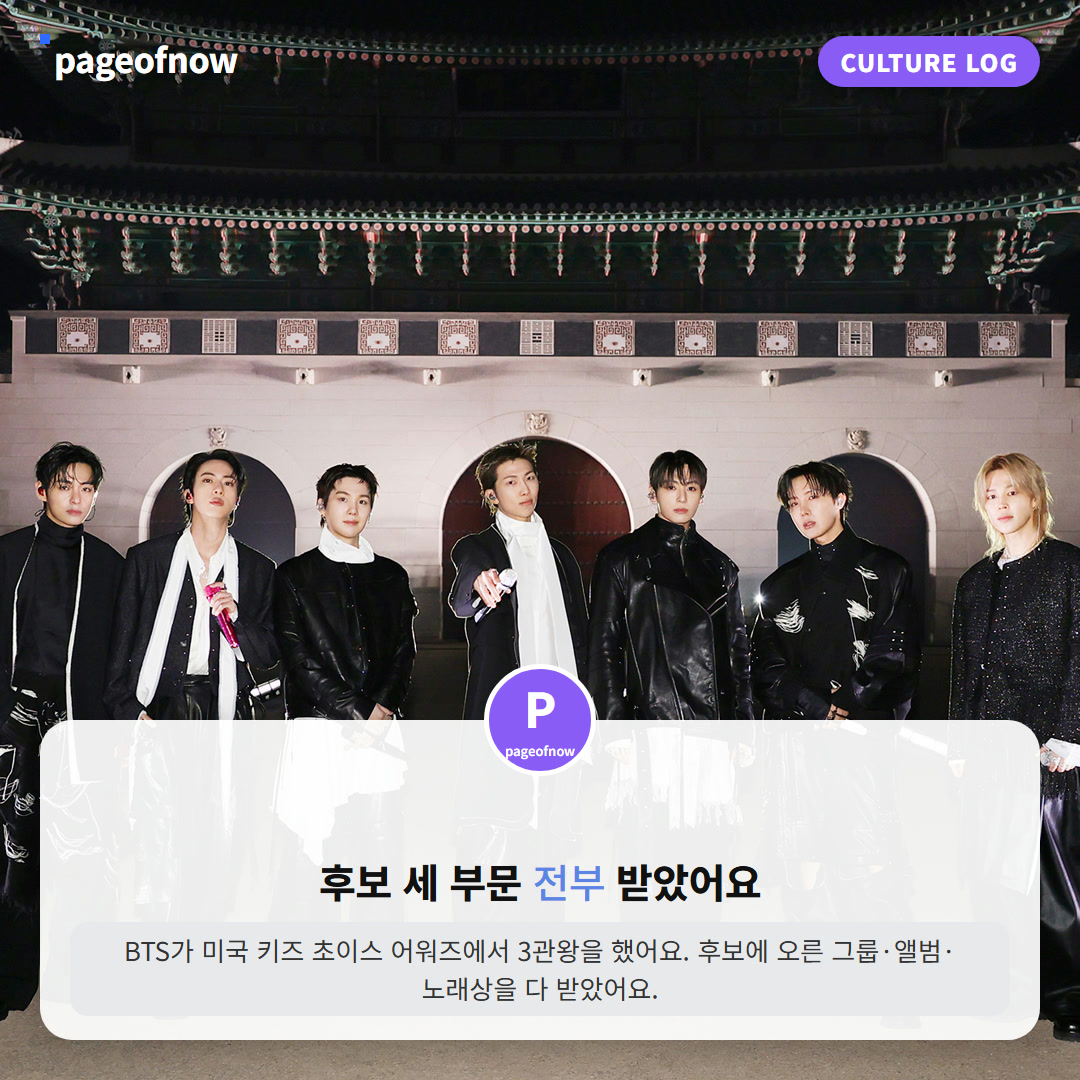 pageofnow
CULTURE LOG
P
pageofnow
후보 세 부문 전부 받았어요
BTS가 미국 키즈 초이스 어워즈에서 3관왕을 했어요. 후보에 오른 그룹·앨범·
노래상을 다 받았어요.